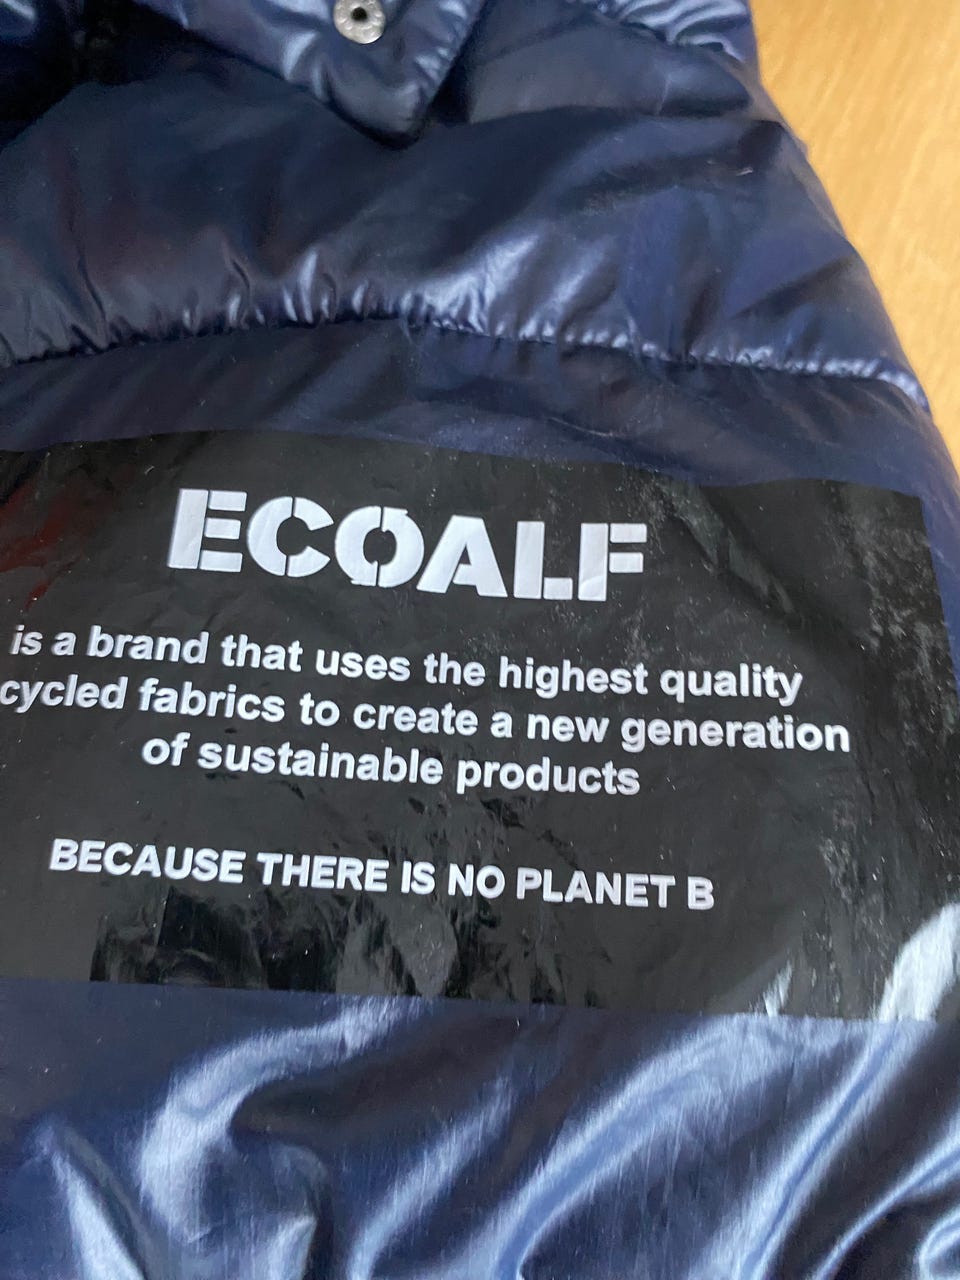 ECOALF
is a brand that uses the highest quality
cycled fabrics to create a new generation
of sustainable products
BECAUSE THERE IS NO PLANET B